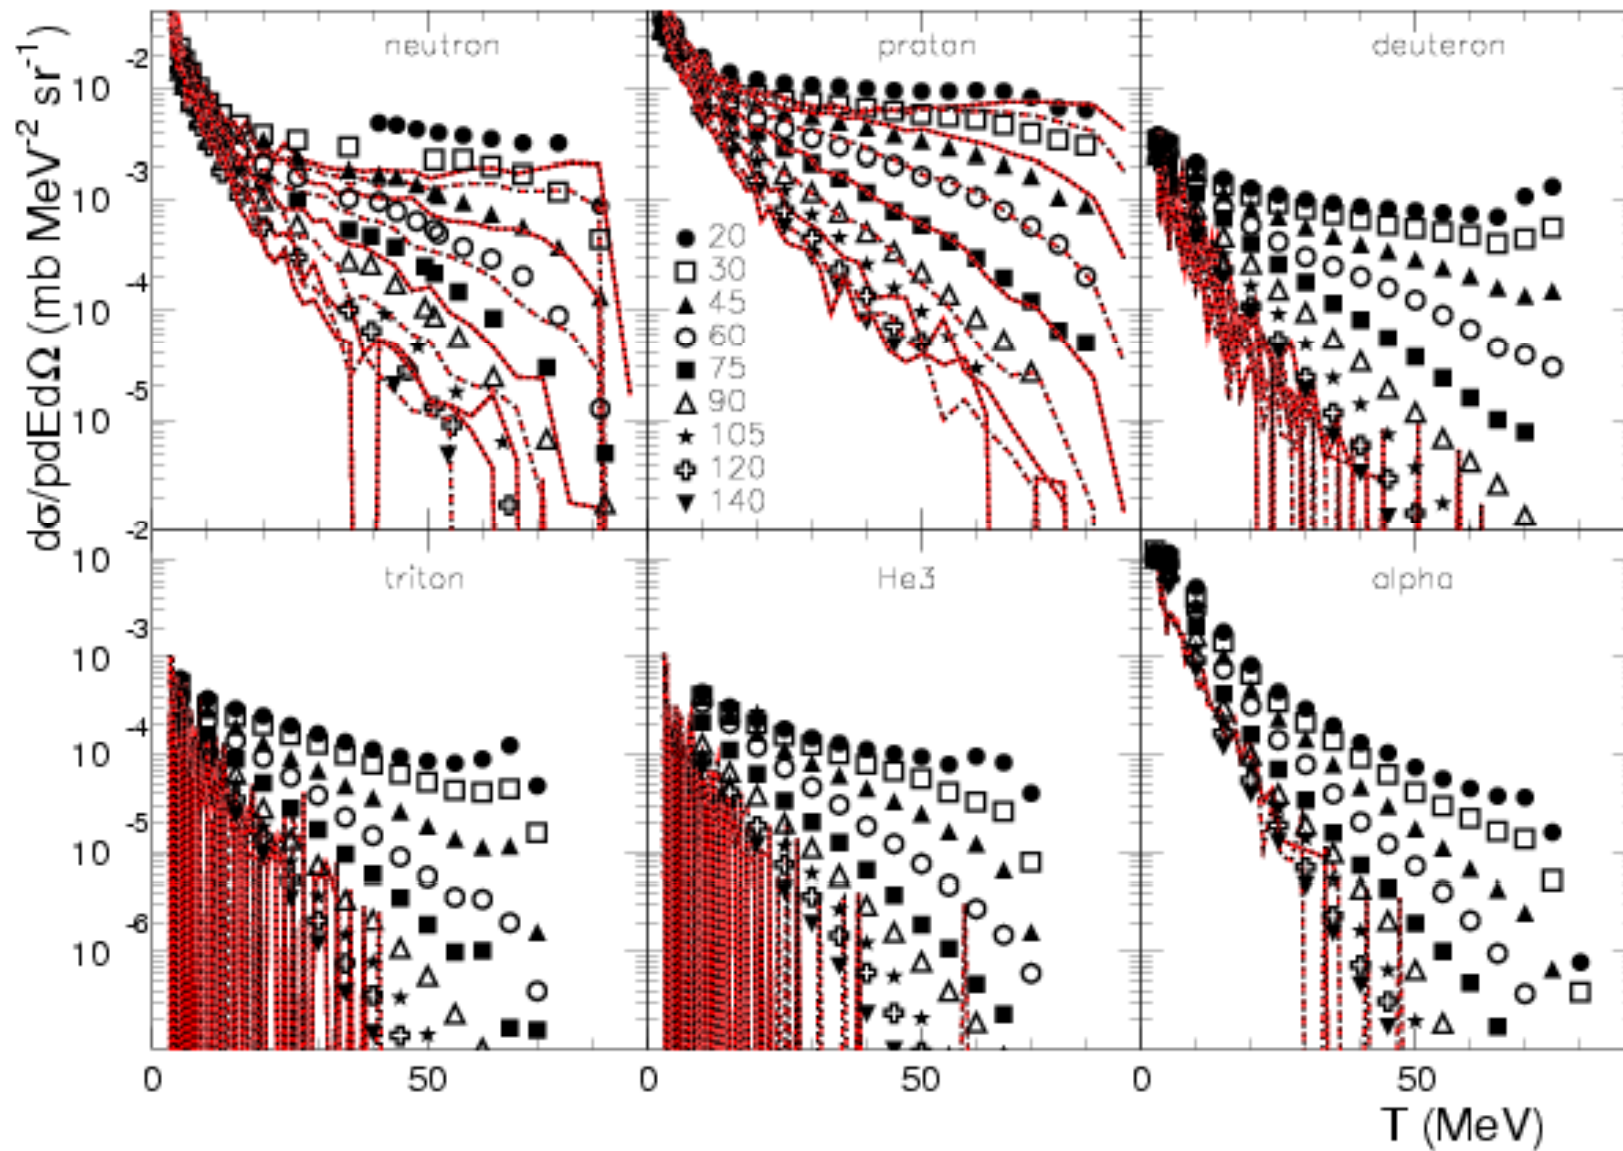 neutron
proton
deuteron
dσ/pdEdΩ (mb MeV⁻² sr⁻¹)
10⁻²
10⁻³
10⁻⁴
10⁻⁵
20
30
45
60
75
90
105
120
140
triton
He3
alpha
10⁻²
10⁻³
10⁻⁴
10⁻⁵
10⁻⁶
0 50 0 50 0 50
T (MeV)